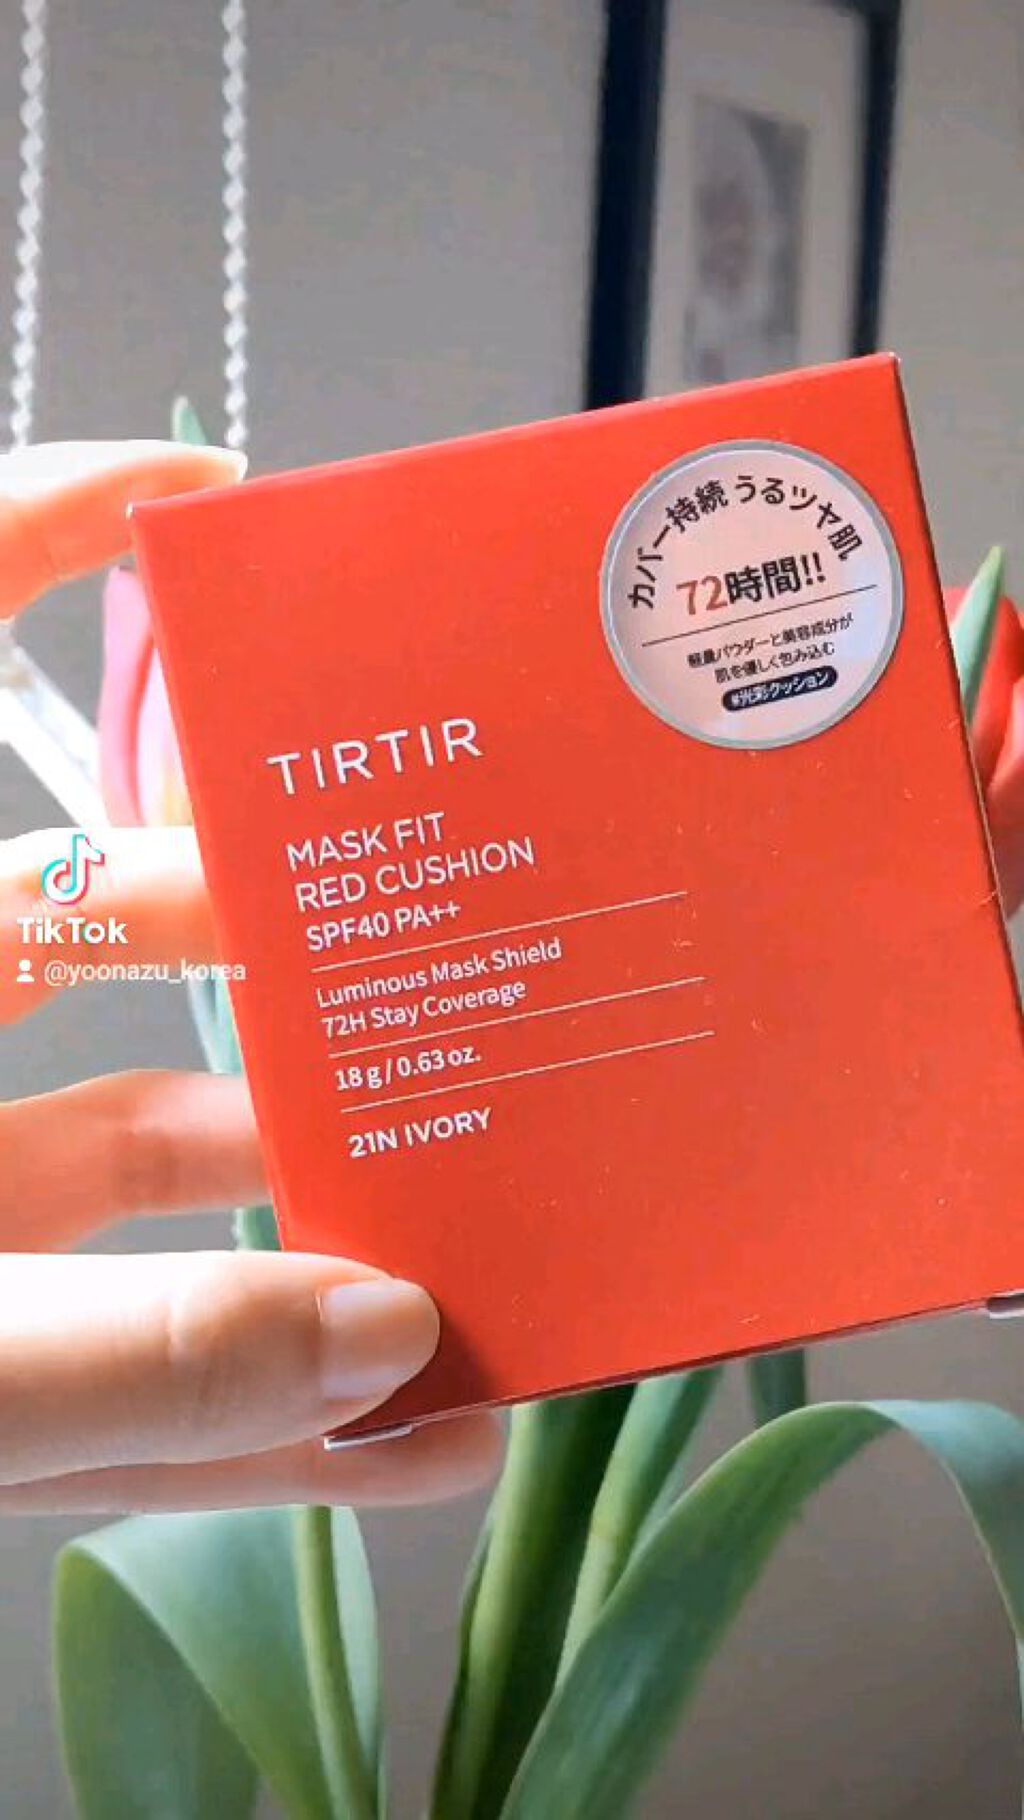 カバー持続 うるツヤ肌
72時間!!
軽量パウダーと美容成分が
肌を優しく包み込む
#光彩クッション
TIRTIR
MASK FIT
RED CUSHION
SPF40 PA++
Luminous Mask Shield
72H Stay Coverage
18 g / 0.63 oz.
21N IVORY
TikTok
@yoonazu_korea